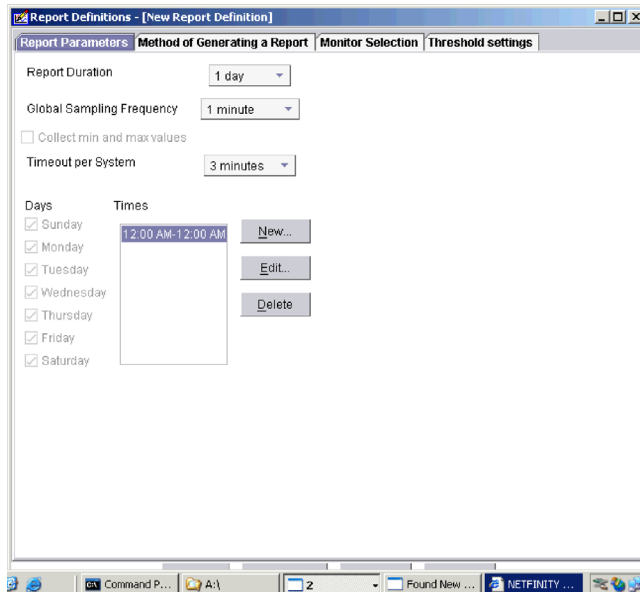 Report Definitions - [New Report Definition]
Report Parameters Method of Generating a Report Monitor Selection Threshold settings
Report Duration 1 day
Global Sampling Frequency 1 minute
Collect min and max values
Timeout per System 3 minutes
Days Times
Sunday 12:00 AM-12:00 AM New...
Monday
Tuesday Edit...
Wednesday
Thursday Delete
Friday
Saturday
Command P... A:\ 2 Found New ... NETFINITY ...